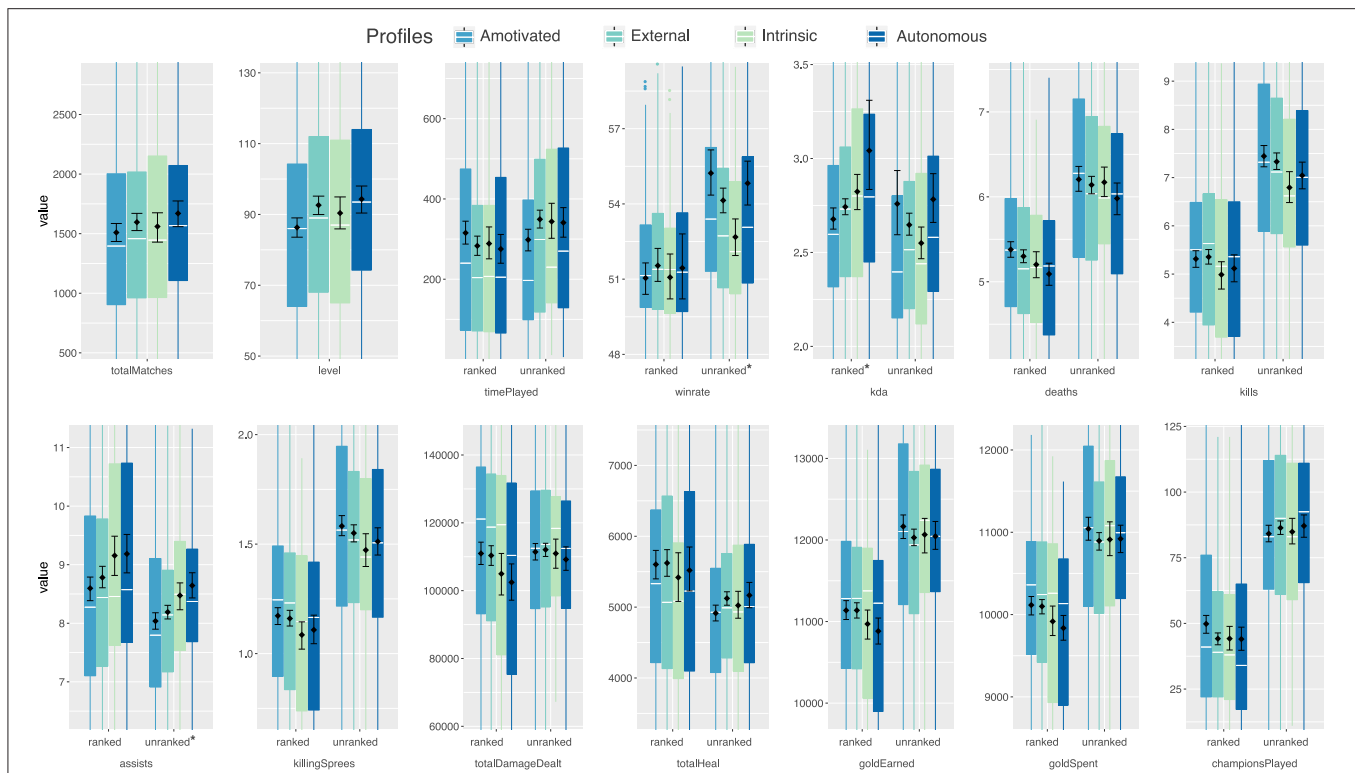 Profiles Amotivated External Intrinsic Autonomous
value
2500
2000
1500
1000
500
totalMatches
130
110
90
70
50
level
600
400
200
ranked unranked
timePlayed
57
54
51
48
ranked unranked*
winrate
3.5
3.0
2.5
2.0
ranked* unranked
kda
7
6
5
ranked unranked
deaths
9
8
7
6
5
4
ranked unranked
kills
value
11
10
9
8
7
ranked unranked*
assists
2.0
1.5
1.0
ranked unranked
killingSprees
140000
120000
100000
80000
60000
ranked unranked
totalDamageDealt
7000
6000
5000
4000
ranked unranked
totalHeal
13000
12000
11000
10000
ranked unranked
goldEarned
12000
11000
10000
9000
ranked unranked
goldSpent
125
100
75
50
25
ranked unranked
championsPlayed